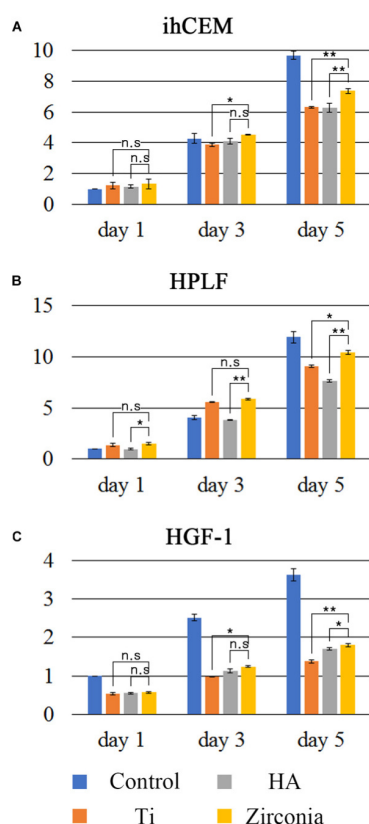 A
ihCEM
10
8
6
4
2
0
n.s
n.s
*
n.s
**
**
day 1 day 3 day 5
B
HPLF
15
10
5
0
n.s
*
n.s
**
*
**
day 1 day 3 day 5
C
HGF-1
4
3
2
1
0
n.s
n.s
*
n.s
**
*
day 1 day 3 day 5
Control HA
Ti Zirconia